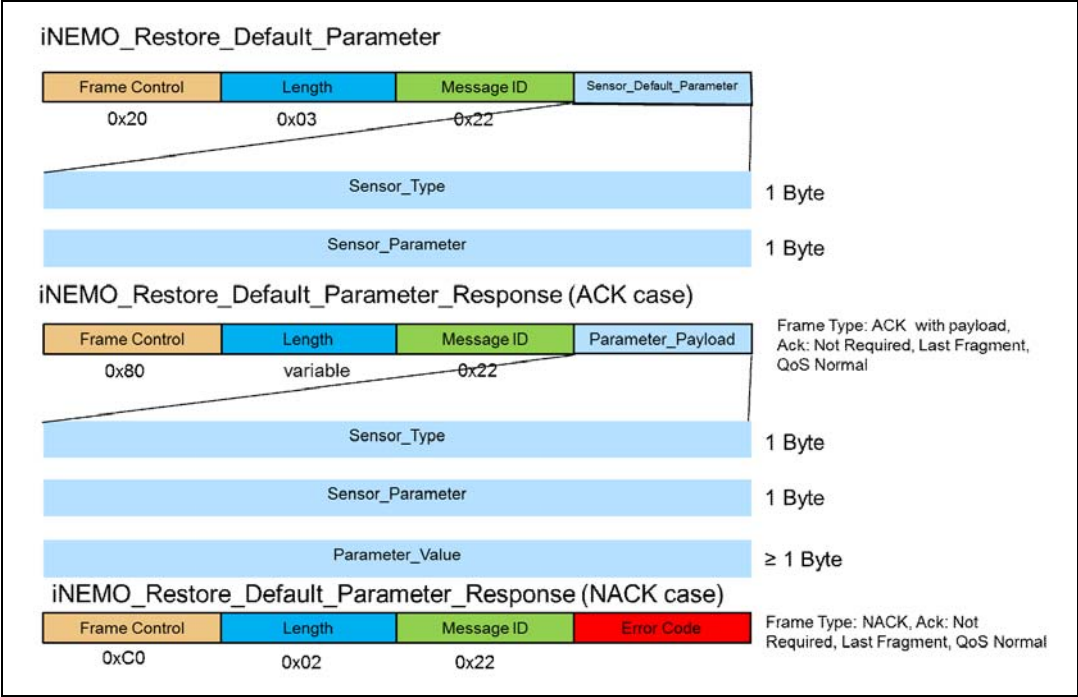 iNEMO_Restore_Default_Parameter
Frame Control Length Message ID Sensor_Default_Parameter
0x20 0x03 0x22
Sensor_Type 1 Byte
Sensor_Parameter 1 Byte
iNEMO_Restore_Default_Parameter_Response (ACK case)
Frame Control Length Message ID Parameter_Payload
Frame Type: ACK with payload,
Ack: Not Required, Last Fragment,
QoS Normal
0x80 variable 0x22
Sensor_Type 1 Byte
Sensor_Parameter 1 Byte
Parameter_Value ≥ 1 Byte
iNEMO_Restore_Default_Parameter_Response (NACK case)
Frame Control Length Message ID Error Code
Frame Type: NACK, Ack: Not
Required, Last Fragment, QoS Normal
0xC0 0x02 0x22